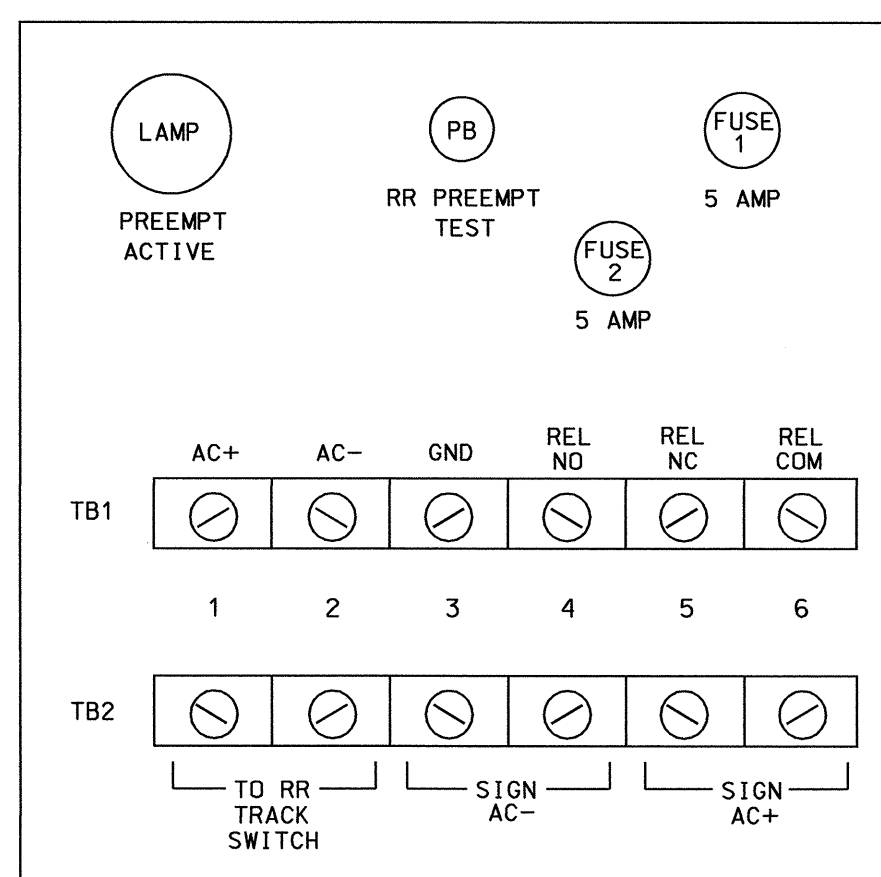 LAMP
PREEMPT
ACTIVE
PB
RR PREEMPT
TEST
FUSE
1
5 AMP
FUSE
2
5 AMP
AC+
AC-
GND
REL
NO
REL
NC
REL
COM
TB1
1 2 3 4 5 6
TB2
TO RR
TRACK
SWITCH
SIGN
AC-
SIGN
AC+